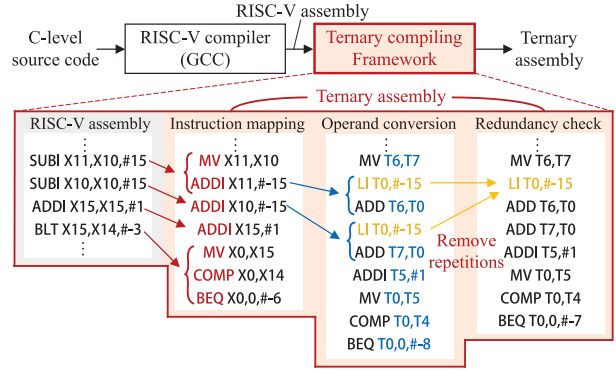 RISC-V assembly
C-level
source code
RISC-V compiler
(GCC)
Ternary compiling
Framework
Ternary
assembly
Ternary assembly
RISC-V assembly
⋮
SUBI X11,X10,#15
SUBI X10,X10,#15
ADDI X15,X15,#1
BLT X15,X14,#-3
⋮
Instruction mapping
⋮
MV X11,X10
ADDI X11,#-15
ADDI X10,#-15
ADDI X15,#1
MV X0,X15
COMP X0,X14
BEQ X0,0,#-6
Operand conversion
⋮
MV T6,T7
LI T0,#-15
ADD T6,T0
LI T0,#-15
ADD T7,T0
ADDI T5,#1
MV T0,T5
COMP T0,T4
BEQ T0,0,#-8
Remove
repetitions
Redundancy check
⋮
MV T6,T7
LI T0,#-15
ADD T6,T0
ADD T7,T0
ADDI T5,#1
MV T0,T5
COMP T0,T4
BEQ T0,0,#-7